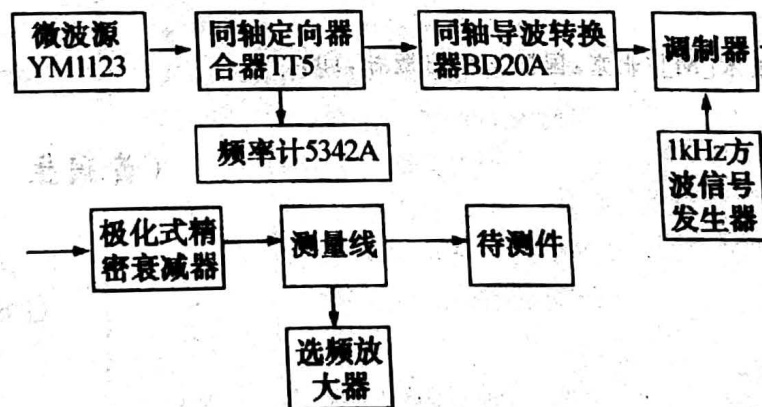 微波源
YM1123
同轴定向器
合器TT5
同轴导波转换
器BD20A
调制器
频率计5342A
1kHz方
波信号
发生器
极化式精
密衰减器
测量线
待测件
选频放
大器